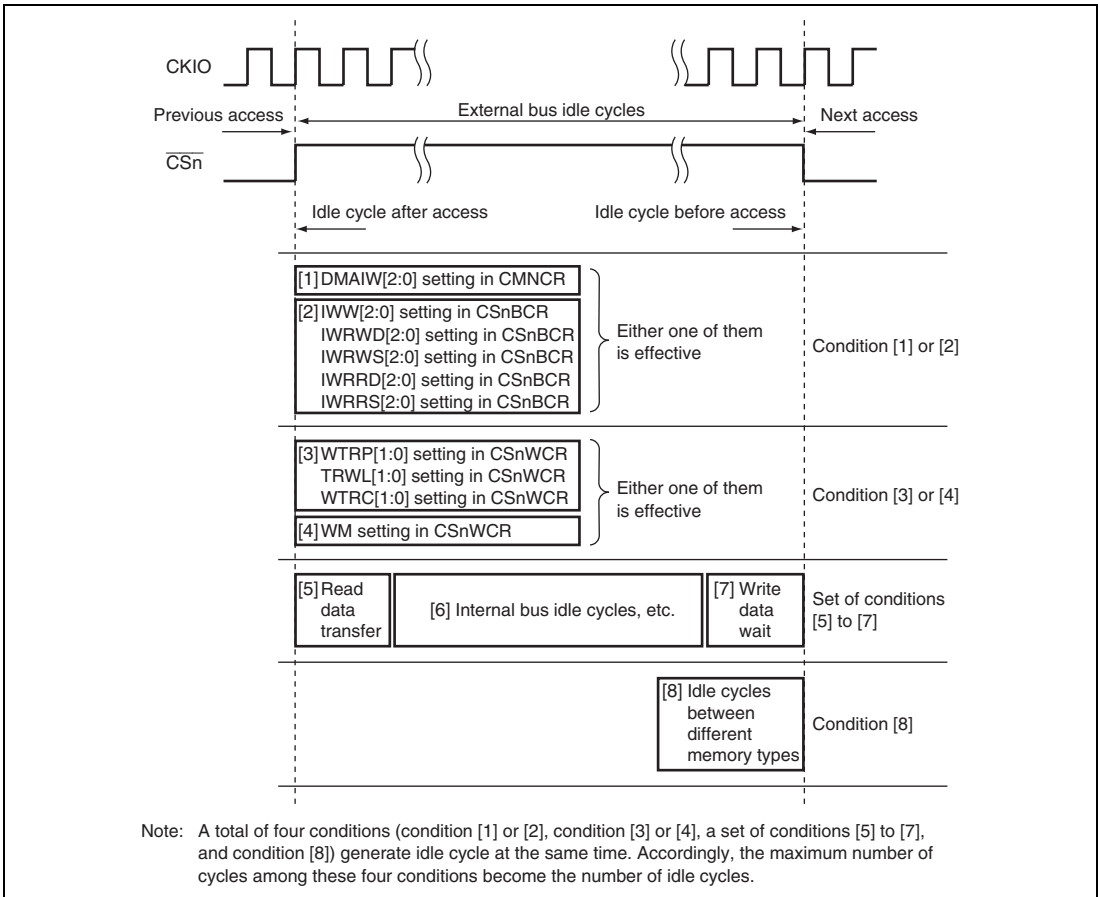 CKIO
Previous access
External bus idle cycles
Next access
CSn
Idle cycle after access
Idle cycle before access
[1] DMAIW[2:0] setting in CMNCR
[2] IWW[2:0] setting in CSnBCR
IWRWD[2:0] setting in CSnBCR
IWRWS[2:0] setting in CSnBCR
IWRRD[2:0] setting in CSnBCR
IWRRS[2:0] setting in CSnBCR
Either one of them
is effective
Condition [1] or [2]
[3] WTRP[1:0] setting in CSnWCR
TRWL[1:0] setting in CSnWCR
WTRC[1:0] setting in CSnWCR
[4] WM setting in CSnWCR
Either one of them
is effective
Condition [3] or [4]
[5] Read
data
transfer
[6] Internal bus idle cycles, etc.
[7] Write
data
wait
Set of conditions
[5] to [7]
[8] Idle cycles
between
different
memory types
Condition [8]
Note: A total of four conditions (condition [1] or [2], condition [3] or [4], a set of conditions [5] to [7],
and condition [8]) generate idle cycle at the same time. Accordingly, the maximum number of
cycles among these four conditions become the number of idle cycles.